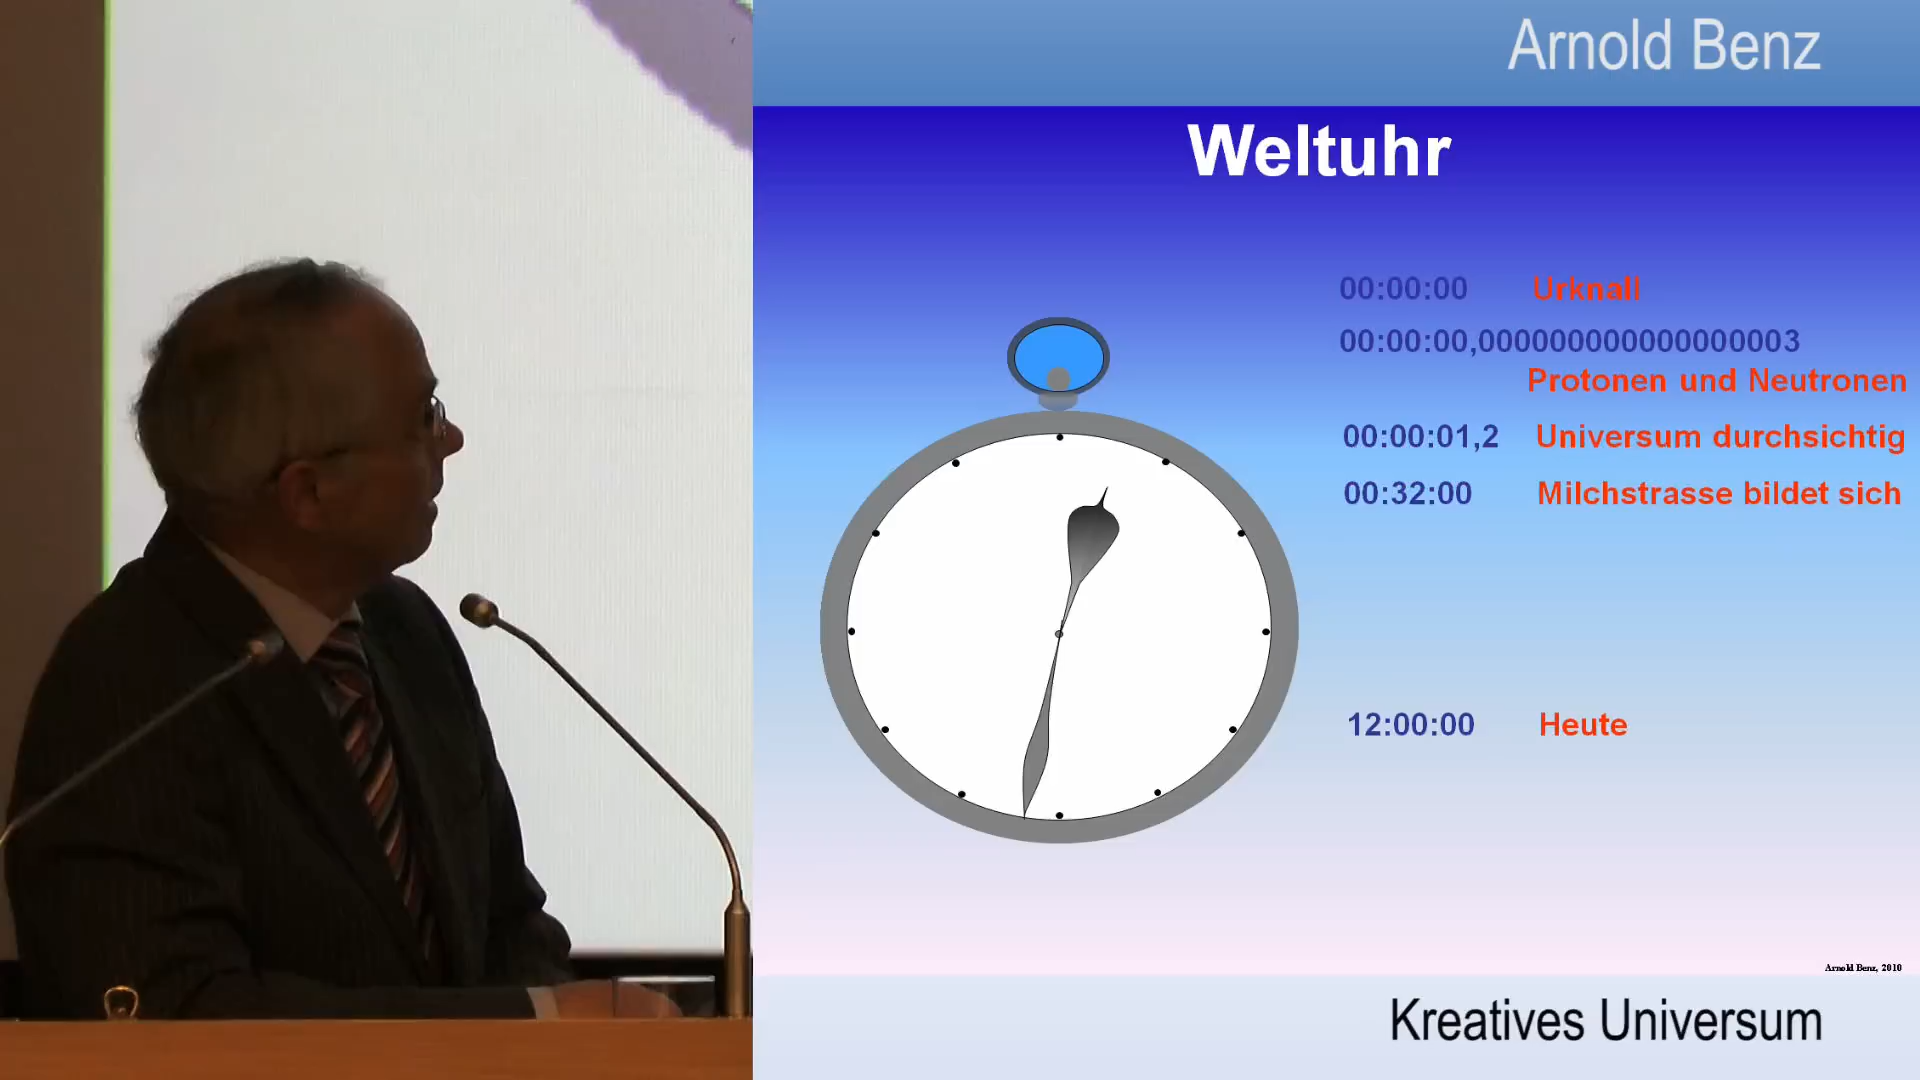 Arnold Benz
Weltuhr
00:00:00 Urknall
00:00:00,000000000000000003
Protonen und Neutronen
00:00:01,2 Universum durchsichtig
00:32:00 Milchstrasse bildet sich
12:00:00 Heute
Arnold Benz, 2010
Kreatives Universum